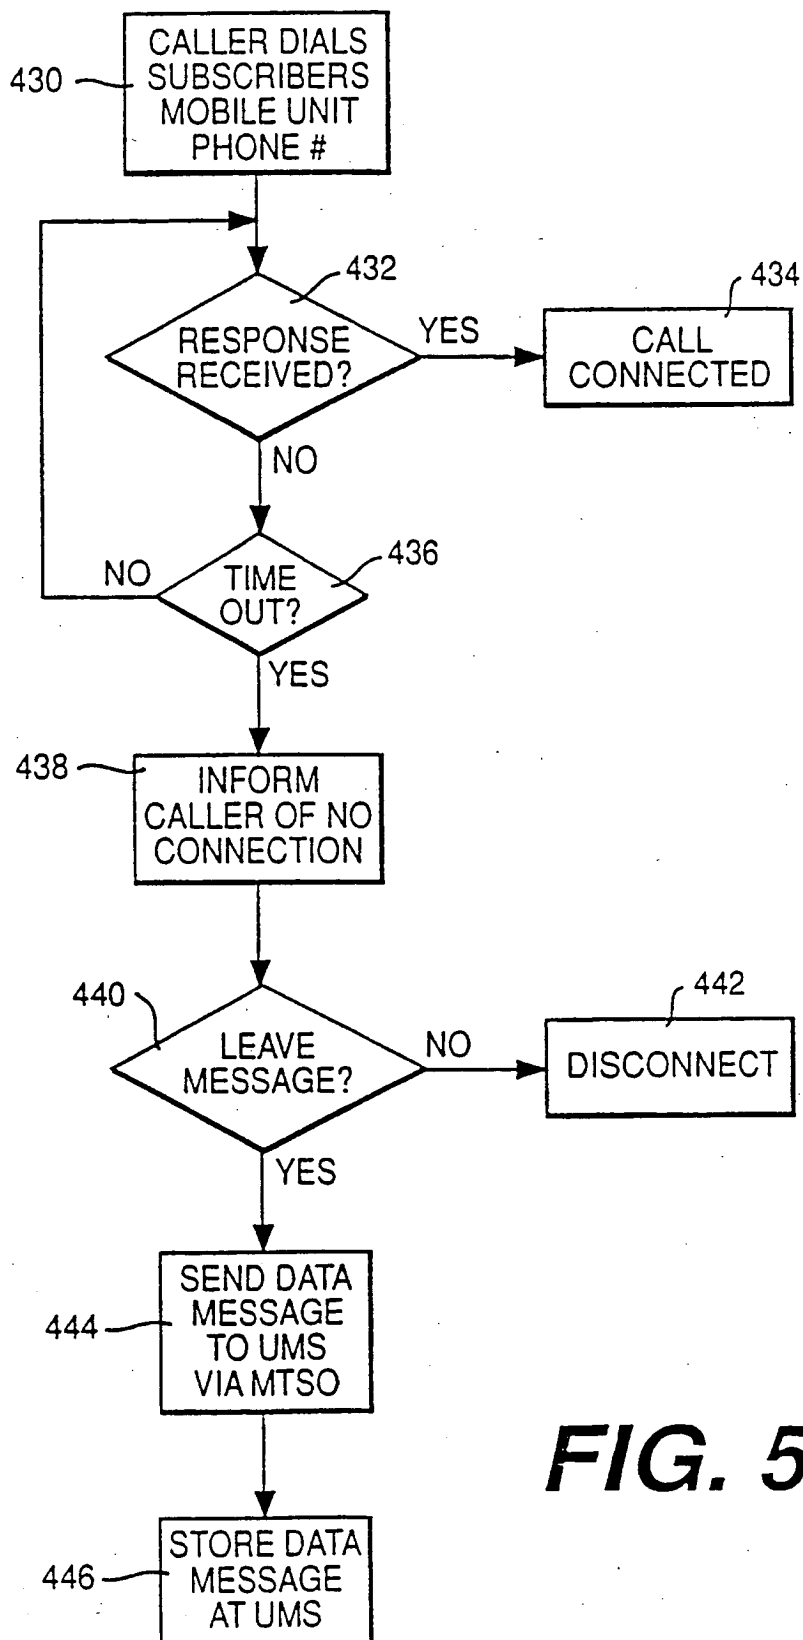 430
CALLER DIALS
SUBSCRIBERS
MOBILE UNIT
PHONE #
432
RESPONSE
RECEIVED?
YES
434
CALL
CONNECTED
NO
436
TIME
OUT?
NO
YES
438
INFORM
CALLER OF NO
CONNECTION
440
LEAVE
MESSAGE?
NO
442
DISCONNECT
YES
444
SEND DATA
MESSAGE
TO UMS
VIA MTSO
446
STORE DATA
MESSAGE
AT UMS
FIG. 5